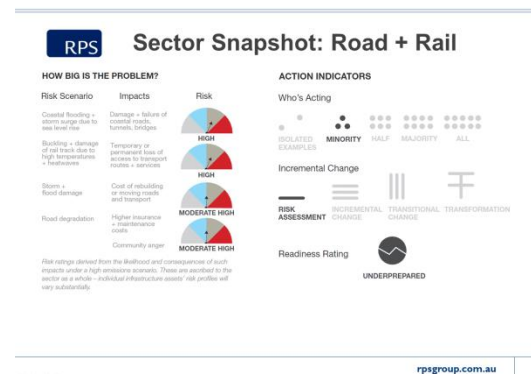 RPS
Sector Snapshot: Road + Rail
HOW BIG IS THE PROBLEM?
Risk Scenario
Impacts
Risk
Coastal flooding +
storm surge due to
sea level rise
Damage + failure of
coastal roads,
tunnels, bridges
HIGH
Buckling + damage
of rail track due to
high temperatures
+ heatwaves
Temporary or
permanent loss of
access to transport
routes + services
HIGH
Storm +
flood damage
Cost of rebuilding
or moving roads
and transport
MODERATE HIGH
Road degradation
Higher insurance
+ maintenance
costs
Community anger
MODERATE HIGH
Risk ratings derived from the likelihood and consequences of such
impacts under a high emissions scenario. These are ascribed to the
sector as a whole – individual infrastructure assets' risk profiles will
vary substantially.
ACTION INDICATORS
Who's Acting
ISOLATED
EXAMPLES
MINORITY
HALF
MAJORITY
ALL
Incremental Change
RISK
ASSESSMENT
INCREMENTAL
CHANGE
TRANSITIONAL
CHANGE
TRANSFORMATION
Readiness Rating
UNDERPREPARED
rpsgroup.com.au